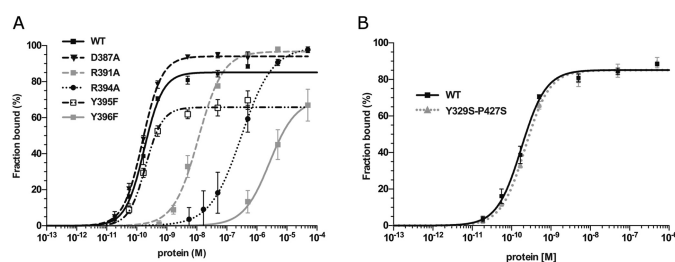 A
Fraction bound (%)
100
80
60
40
20
0
WT
D387A
R391A
R394A
Y395F
Y396F
10-13 10-12 10-11 10-10 10-9 10-8 10-7 10-6 10-5 10-4
protein (M)
B
Fraction bound (%)
100
80
60
40
20
0
WT
Y329S-P427S
10-13 10-12 10-11 10-10 10-9 10-8 10-7 10-6 10-5 10-4
protein [M]